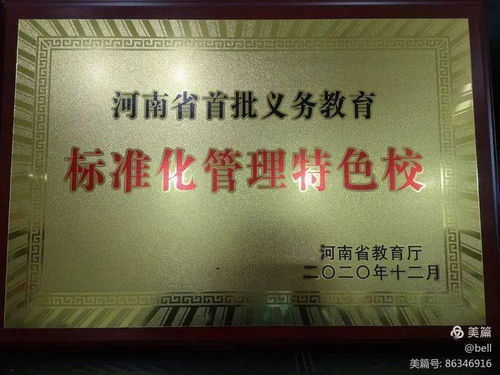 河南省首批义务教育
标准化管理特色校
河南省教育厅
二〇二〇年十二月
美篇
@bell
美篇号: 86346916